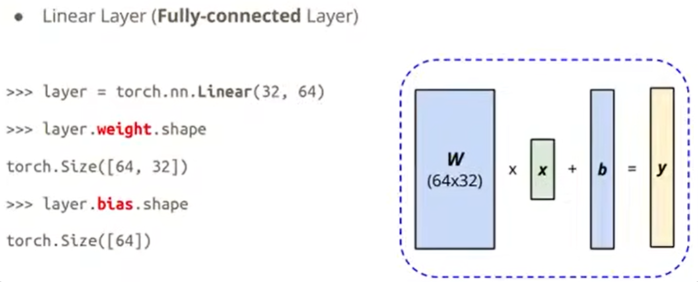 ● Linear Layer (Fully-connected Layer)
>>> layer = torch.nn.Linear(32, 64)
>>> layer.weight.shape
torch.Size([64, 32])
>>> layer.bias.shape
torch.Size([64])
W
(64x32)
x x + b = y